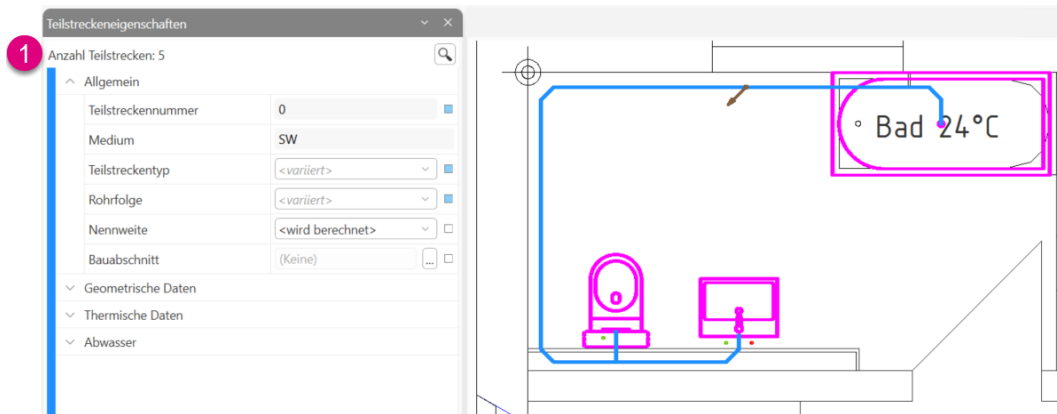 Teilstreckeneigenschaften
1
Anzahl Teilstrecken: 5
Allgemein
Teilstreckennummer 0
Medium SW
Teilstreckentyp <variiert>
Rohrfolge <variiert>
Nennweite <wird berechnet>
Bauabschnitt (Keine) ...
Geometrische Daten
Thermische Daten
Abwasser
Bad 24°C